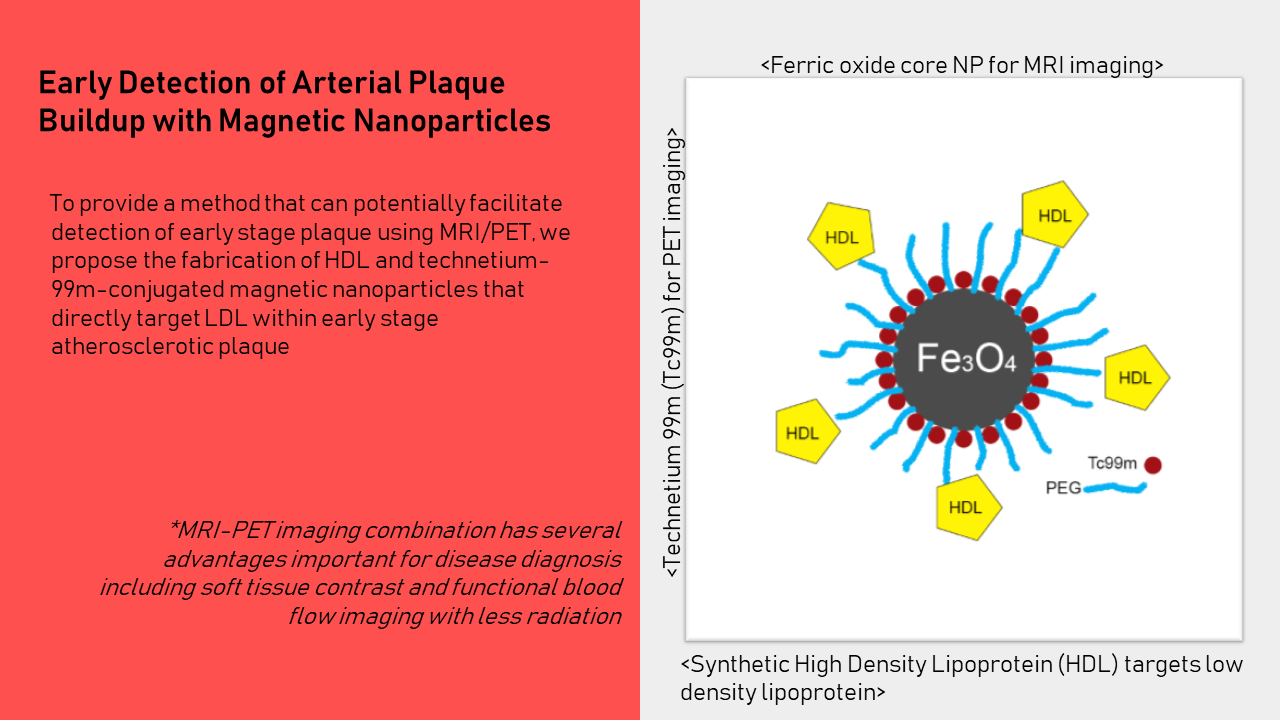 Early Detection of Arterial Plaque
Buildup with Magnetic Nanoparticles
To provide a method that can potentially facilitate
detection of early stage plaque using MRI/PET, we
propose the fabrication of HDL and technetium-
99m-conjugated magnetic nanoparticles that
directly target LDL within early stage
atherosclerotic plaque
*MRI-PET imaging combination has several
advantages important for disease diagnosis
including soft tissue contrast and functional blood
flow imaging with less radiation
<Ferric oxide core NP for MRI imaging>
<Technetium 99m (Tc99m) for PET imaging>
HDL
HDL
Fe₃O₄
HDL
HDL
Tc99m
PEG
HDL
<Synthetic High Density Lipoprotein (HDL) targets low
density lipoprotein>